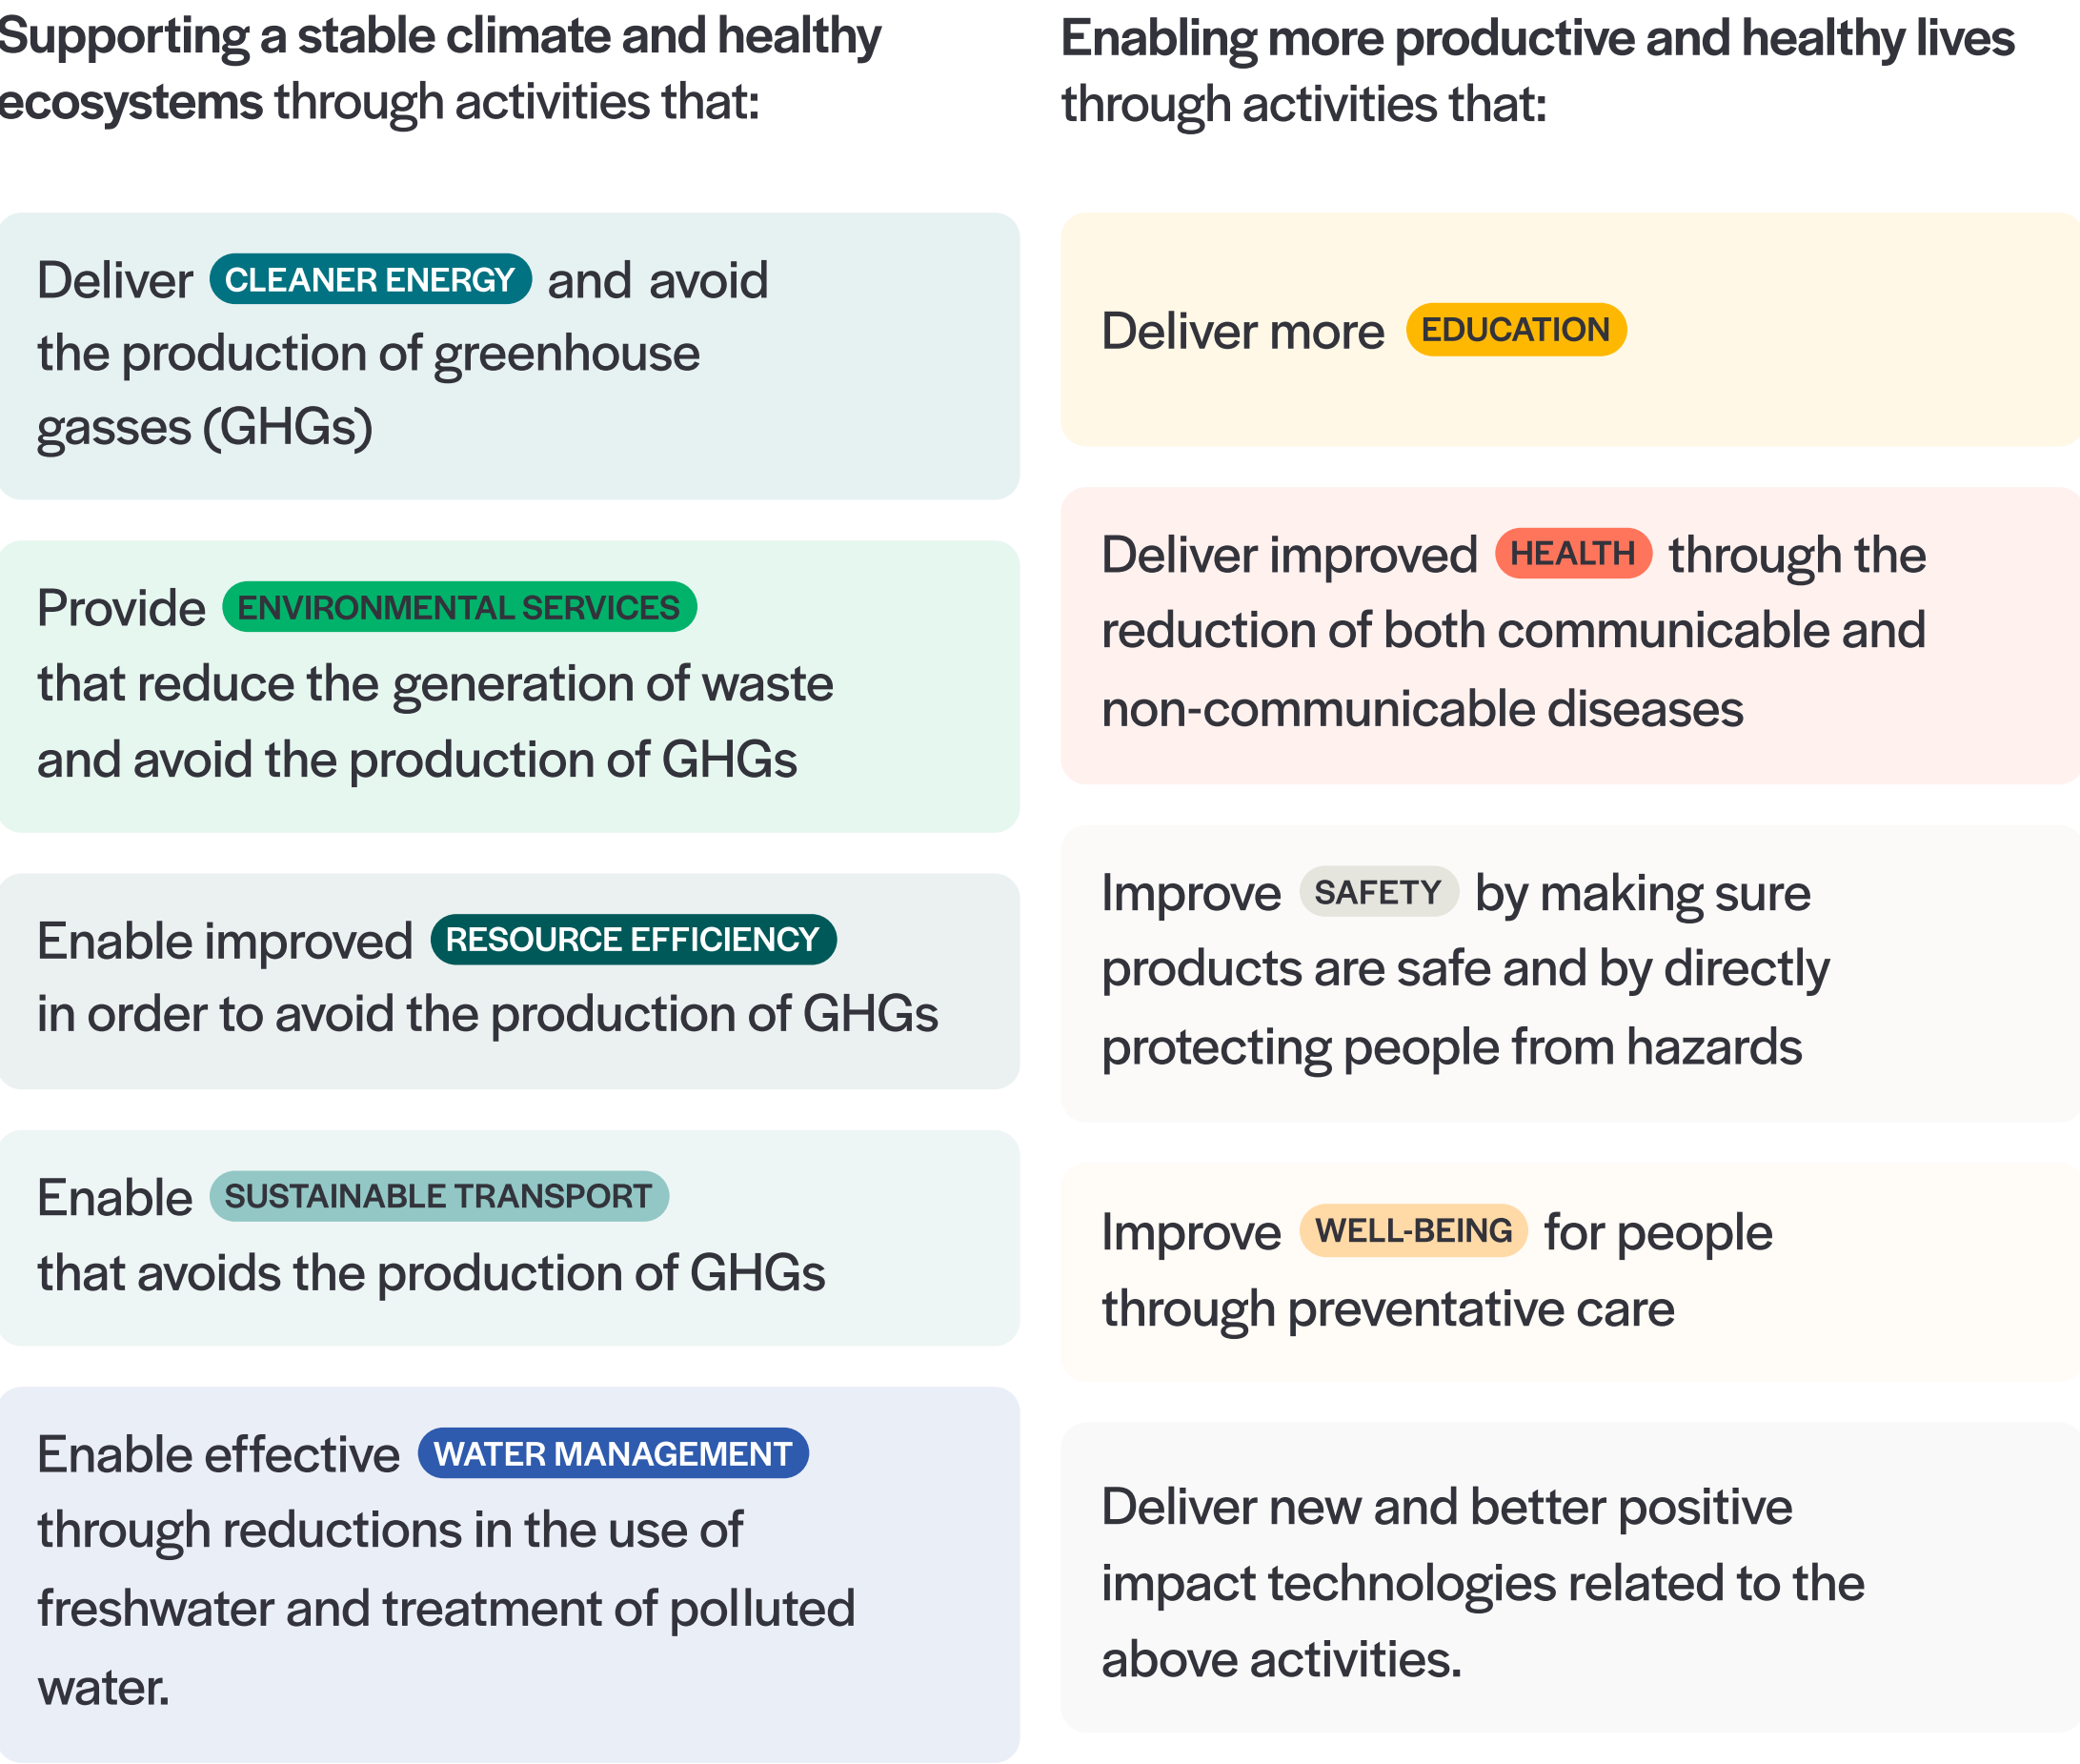 Supporting a stable climate and healthy
ecosystems through activities that:
Deliver CLEANER ENERGY and avoid
the production of greenhouse
gasses (GHGs)
Provide ENVIRONMENTAL SERVICES
that reduce the generation of waste
and avoid the production of GHGs
Enable improved RESOURCE EFFICIENCY
in order to avoid the production of GHGs
Enable SUSTAINABLE TRANSPORT
that avoids the production of GHGs
Enable effective WATER MANAGEMENT
through reductions in the use of
freshwater and treatment of polluted
water.
Enabling more productive and healthy lives
through activities that:
Deliver more EDUCATION
Deliver improved HEALTH through the
reduction of both communicable and
non-communicable diseases
Improve SAFETY by making sure
products are safe and by directly
protecting people from hazards
Improve WELL-BEING for people
through preventative care
Deliver new and better positive
impact technologies related to the
above activities.